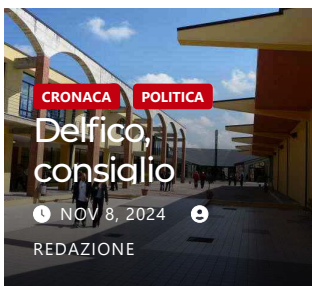 CRONACA POLITICA
Delfico,
consiglio
NOV 8, 2024
REDAZIONE